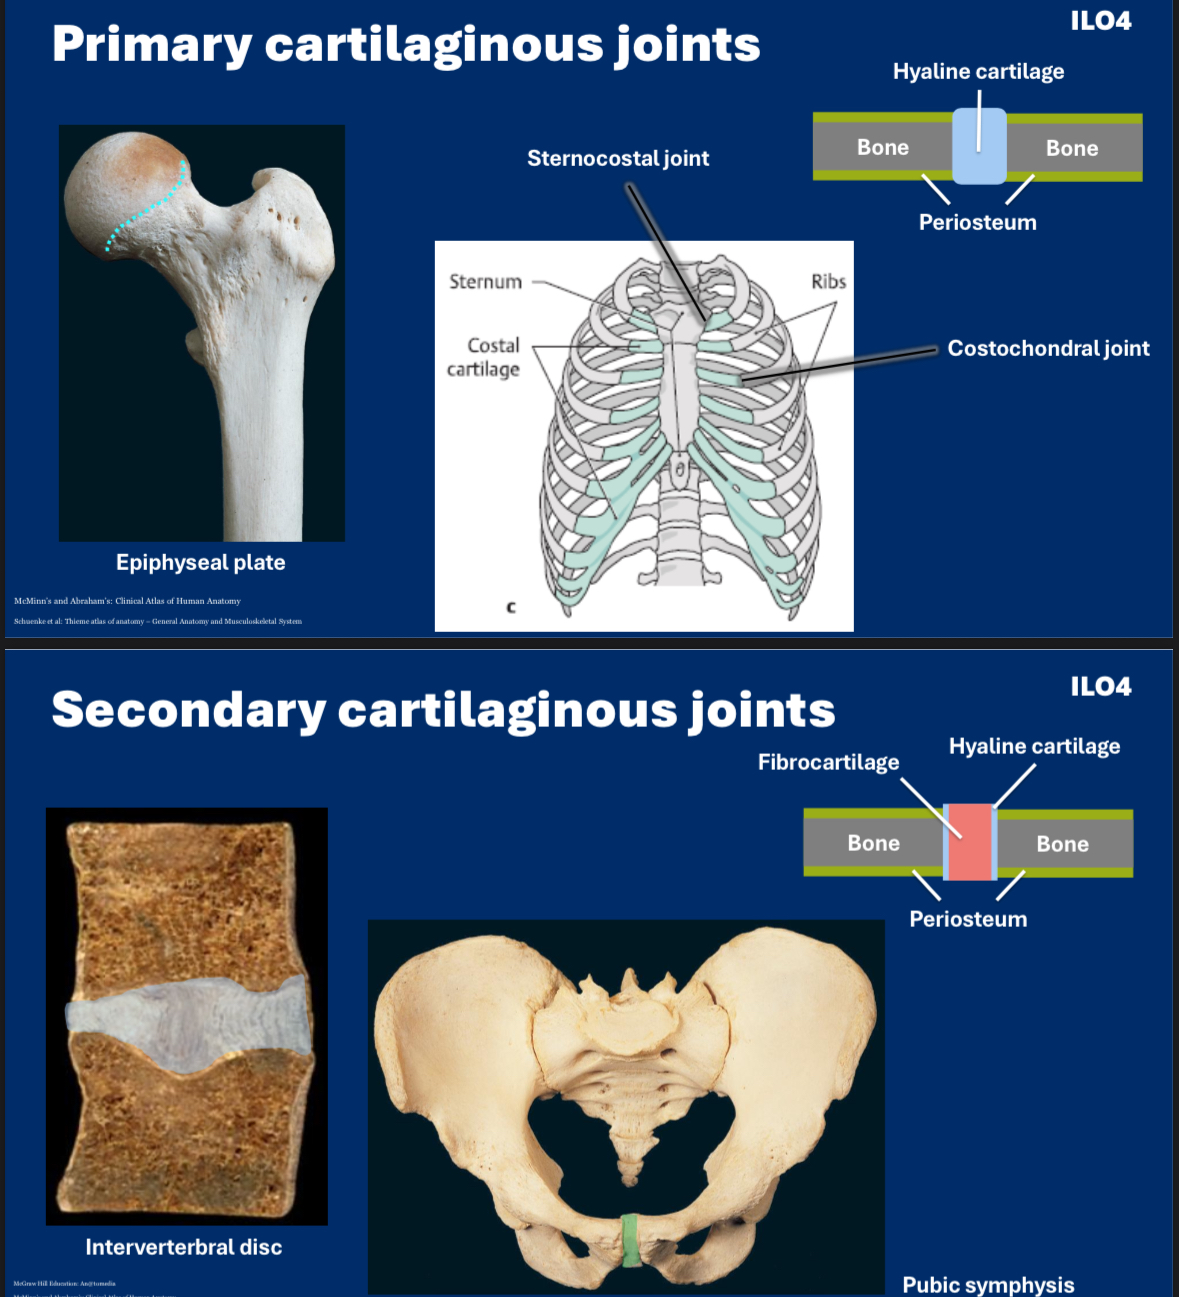 Primary cartilaginous joints
ILO4
Hyaline cartilage
Bone
Bone
Periosteum
Sternocostal joint
Sternum
Ribs
Costal
cartilage
Costochondral joint
c
Epiphyseal plate
McMinn's and Abraham's: Clinical Atlas of Human Anatomy
Schuenke et al: Thieme atlas of anatomy – General Anatomy and Musculoskeletal System
Secondary cartilaginous joints
ILO4
Fibrocartilage
Hyaline cartilage
Bone
Bone
Periosteum
Interverterbral disc
Pubic symphysis
McGraw Hill Education: An@tomedia